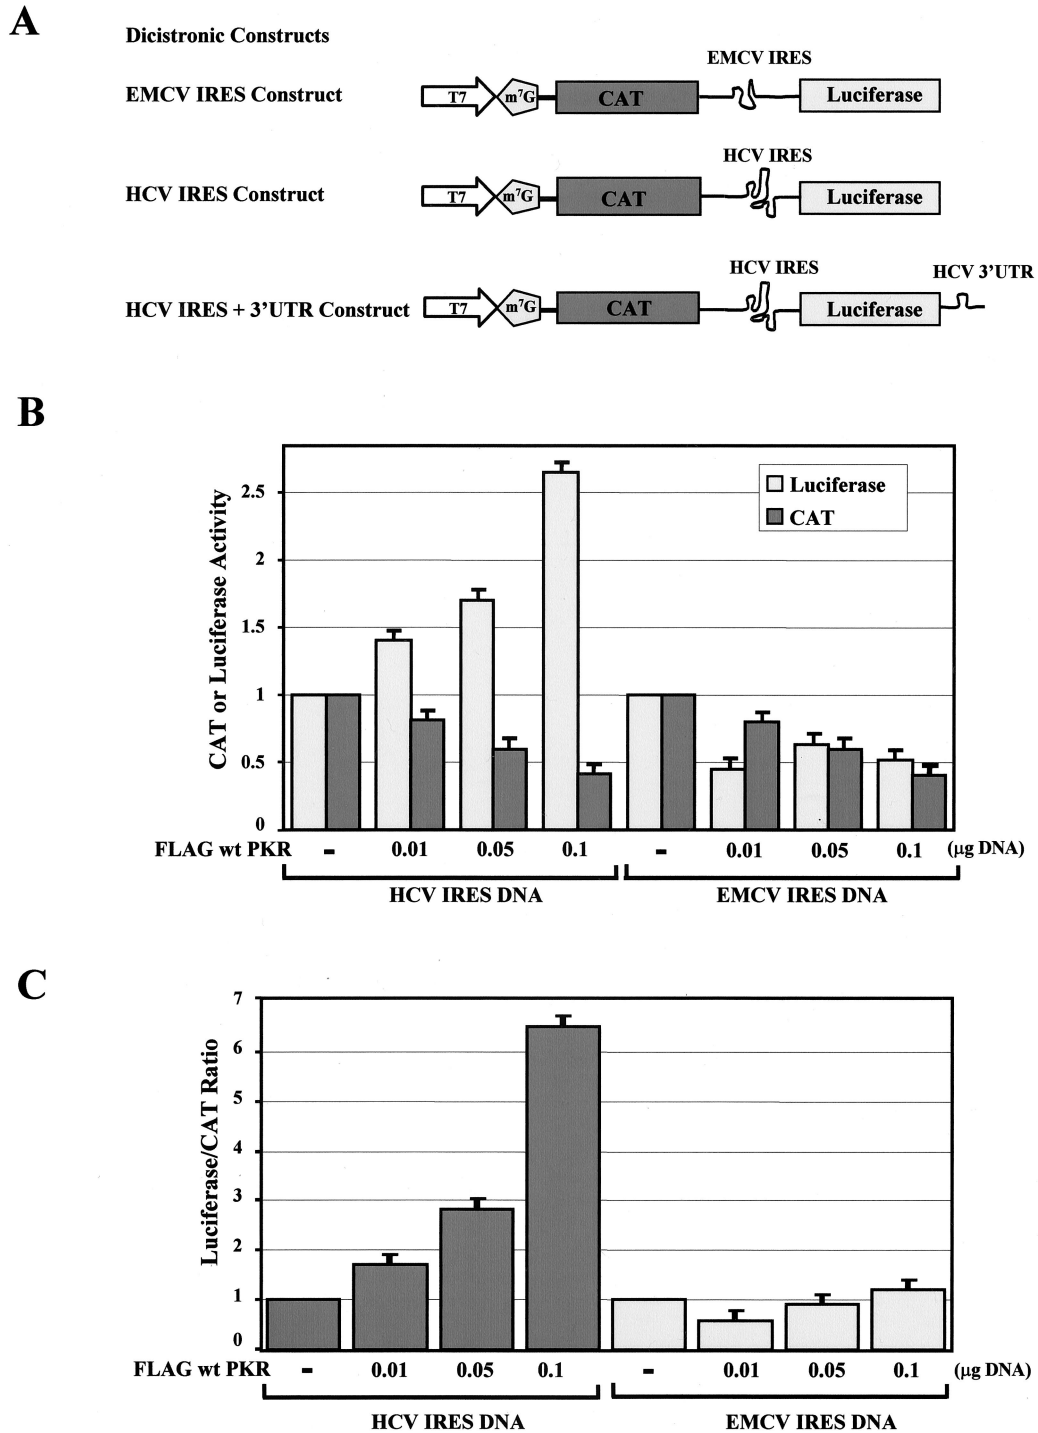 A
Dicistronic Constructs
EMCV IRES
EMCV IRES Construct T7 m⁷G CAT Luciferase
HCV IRES
HCV IRES Construct T7 m⁷G CAT Luciferase
HCV IRES HCV 3'UTR
HCV IRES + 3'UTR Construct T7 m⁷G CAT Luciferase
B
CAT or Luciferase Activity
2.5
2
1.5
1
0.5
0
Luciferase
CAT
FLAG wt PKR - 0.01 0.05 0.1 - 0.01 0.05 0.1 (μg DNA)
HCV IRES DNA EMCV IRES DNA
C
Luciferase/CAT Ratio
7
6
5
4
3
2
1
0
FLAG wt PKR - 0.01 0.05 0.1 - 0.01 0.05 0.1 (μg DNA)
HCV IRES DNA EMCV IRES DNA